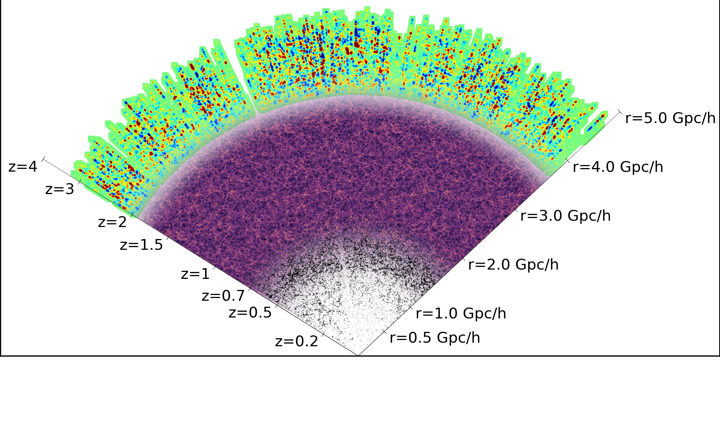 z=4
z=3
z=2
z=1.5
z=1
z=0.7
z=0.5
z=0.2
r=5.0 Gpc/h
r=4.0 Gpc/h
r=3.0 Gpc/h
r=2.0 Gpc/h
r=1.0 Gpc/h
r=0.5 Gpc/h